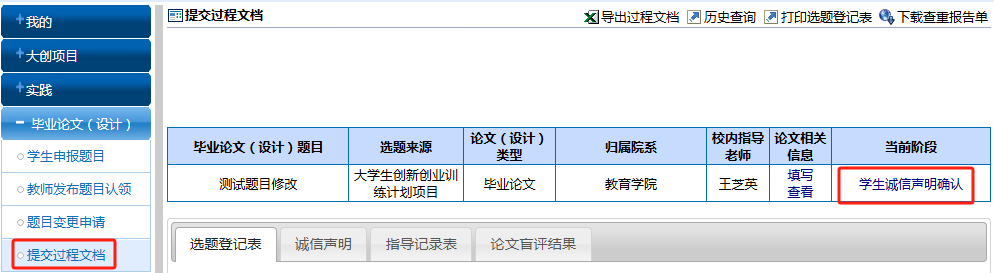 我的
大创项目
实践
毕业论文（设计）
学生申报题目
教师发布题目认领
题目变更申请
提交过程文档
提交过程文档
导出过程文档 历史查询 打印选题登记表 下载查重报告单
毕业论文（设计）题目 选题来源 论文（设计）类型 归属院系 校内指导老师 论文相关信息 当前阶段
测试题目修改 大学生创新创业训练计划项目 毕业论文 教育学院 王芝英 填写 查看 学生诚信声明确认
选题登记表 诚信声明 指导记录表 论文盲评结果